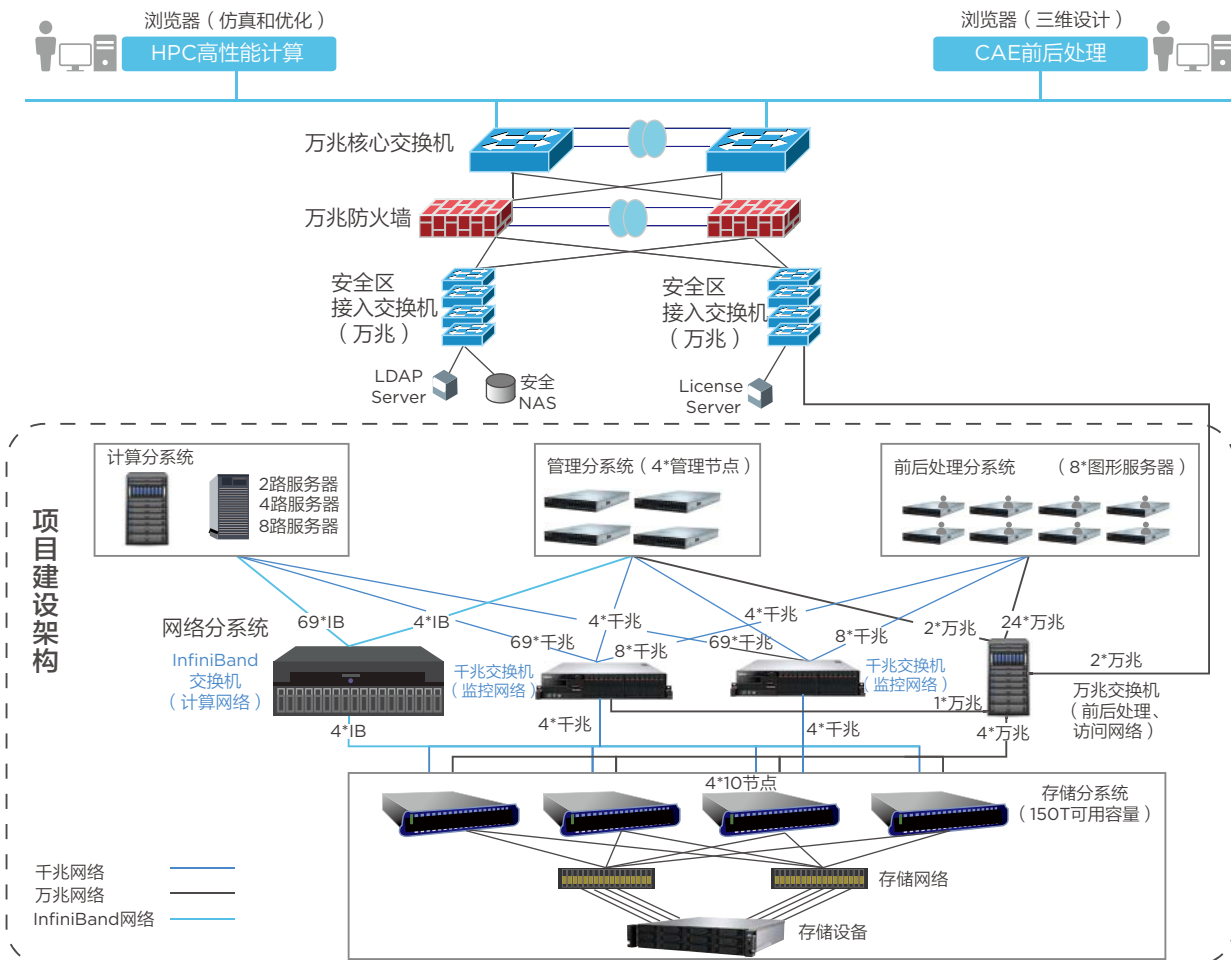 浏览器（仿真和优化）
HPC高性能计算
浏览器（三维设计）
CAE前后处理
万兆核心交换机
万兆防火墙
安全区
接入交换机
（万兆）
安全区
接入交换机
（万兆）
LDAP
Server
安全
NAS
License
Server
项目建设架构
计算分系统
2路服务器
4路服务器
8路服务器
管理分系统（4*管理节点）
前后处理分系统
（8*图形服务器）
网络分系统
69*IB
4*IB
69*千兆
4*千兆
8*千兆
69*千兆
4*千兆
8*千兆
2*万兆
24*万兆
InfiniBand
交换机
（计算网络）
千兆交换机
（监控网络）
千兆交换机
（监控网络）
2*万兆
万兆交换机
（前后处理、
访问网络）
1*万兆
4*IB
4*千兆
4*千兆
4*万兆
4*10节点
存储分系统
（150T可用容量）
存储网络
存储设备
千兆网络
万兆网络
InfiniBand网络